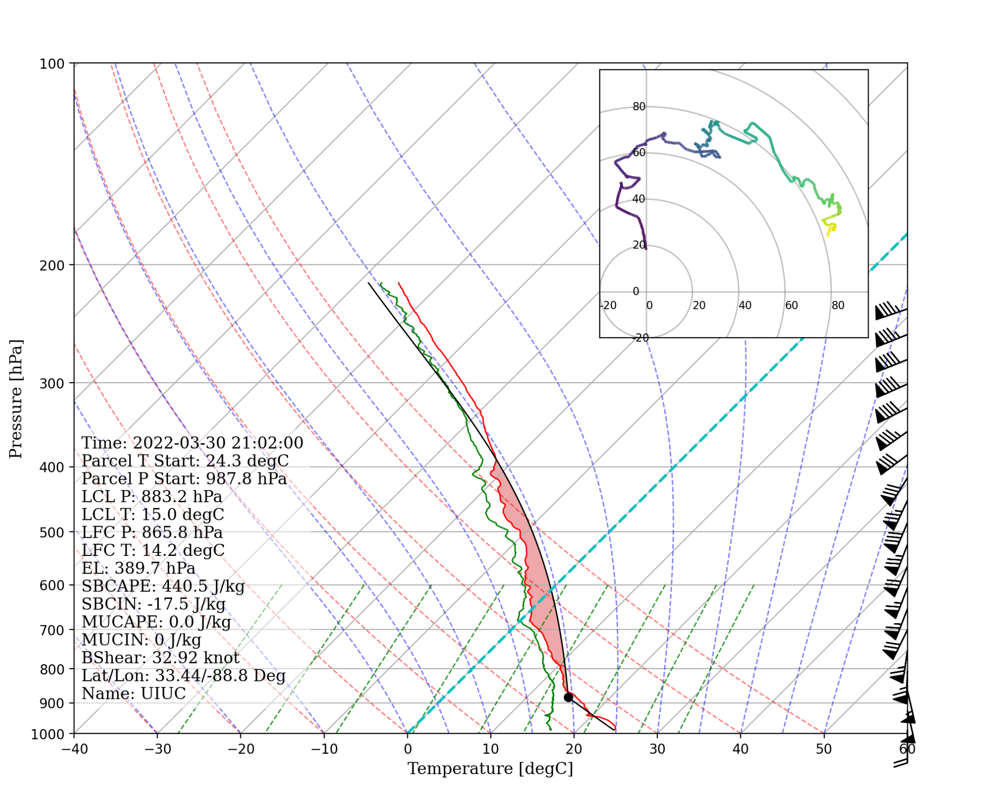 100
200
300
400
500
600
700
800
900
1000
Pressure [hPa]
−40 −30 −20 −10 0 10 20 30 40 50 60
Temperature [degC]
Time: 2022-03-30 21:02:00
Parcel T Start: 24.3 degC
Parcel P Start: 987.8 hPa
LCL P: 883.2 hPa
LCL T: 15.0 degC
LFC P: 865.8 hPa
LFC T: 14.2 degC
EL: 389.7 hPa
SBCAPE: 440.5 J/kg
SBCIN: -17.5 J/kg
MUCAPE: 0.0 J/kg
MUCIN: 0 J/kg
BShear: 32.92 knot
Lat/Lon: 33.44/-88.8 Deg
Name: UIUC
80
60
40
20
0
-20 0 20 40 60 80
-20